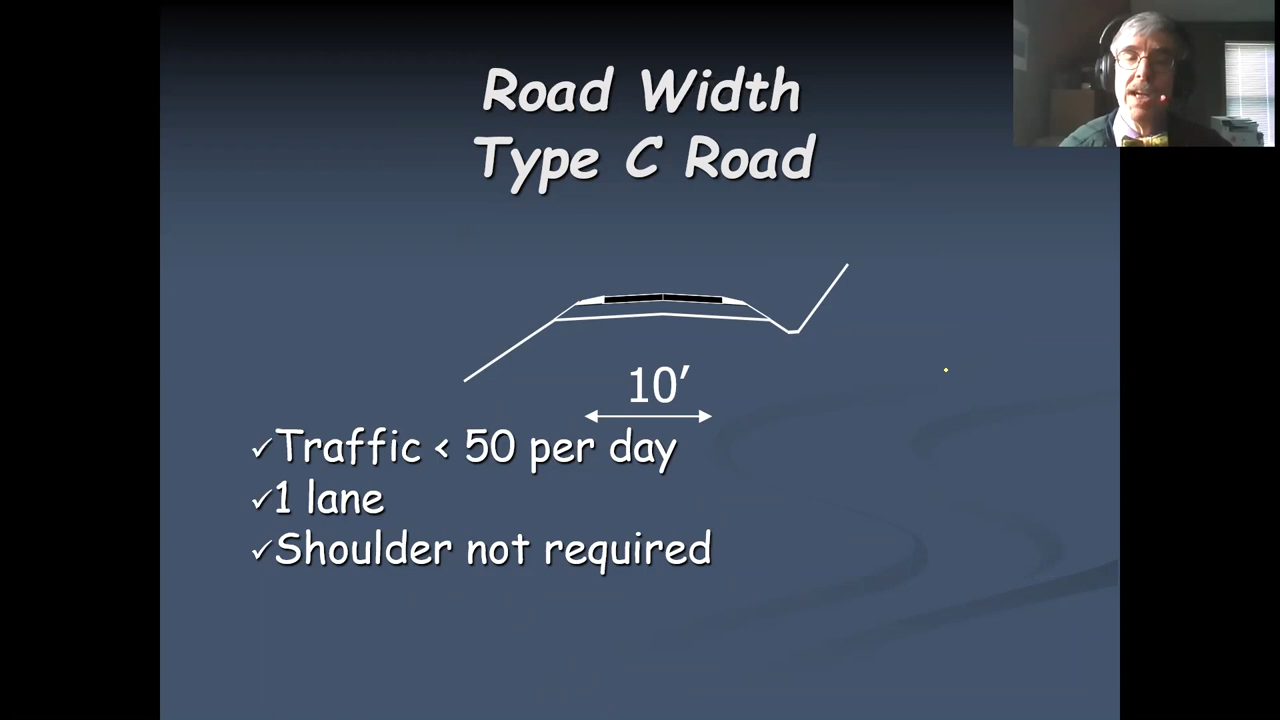 Road Width
Type C Road
10′
✓Traffic < 50 per day
✓1 lane
✓Shoulder not required